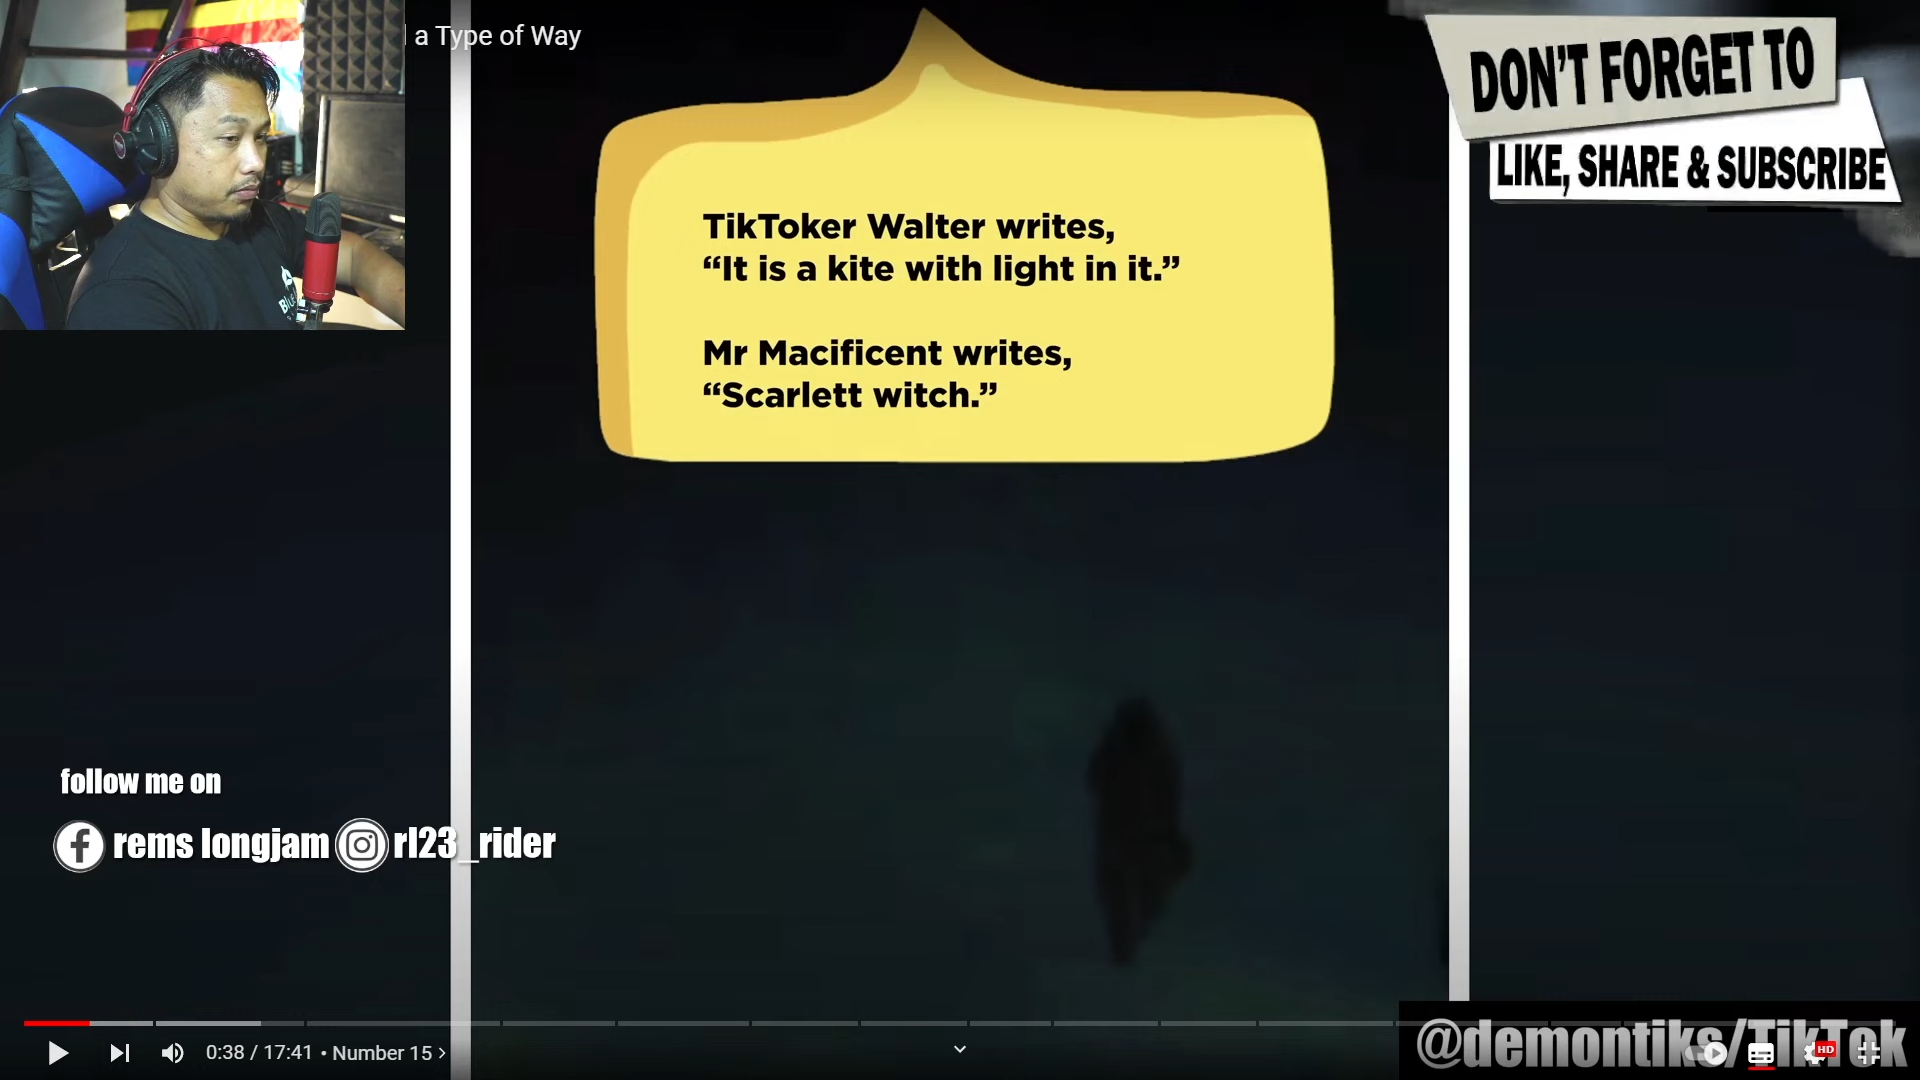 a Type of Way
DON'T FORGET TO
LIKE, SHARE & SUBSCRIBE
TikToker Walter writes,
“It is a kite with light in it.”
Mr Macificent writes,
“Scarlett witch.”
follow me on
rems longjam rl23_rider
0:38 / 17:41 • Number 15 >
HD
@demontiks/TikTok